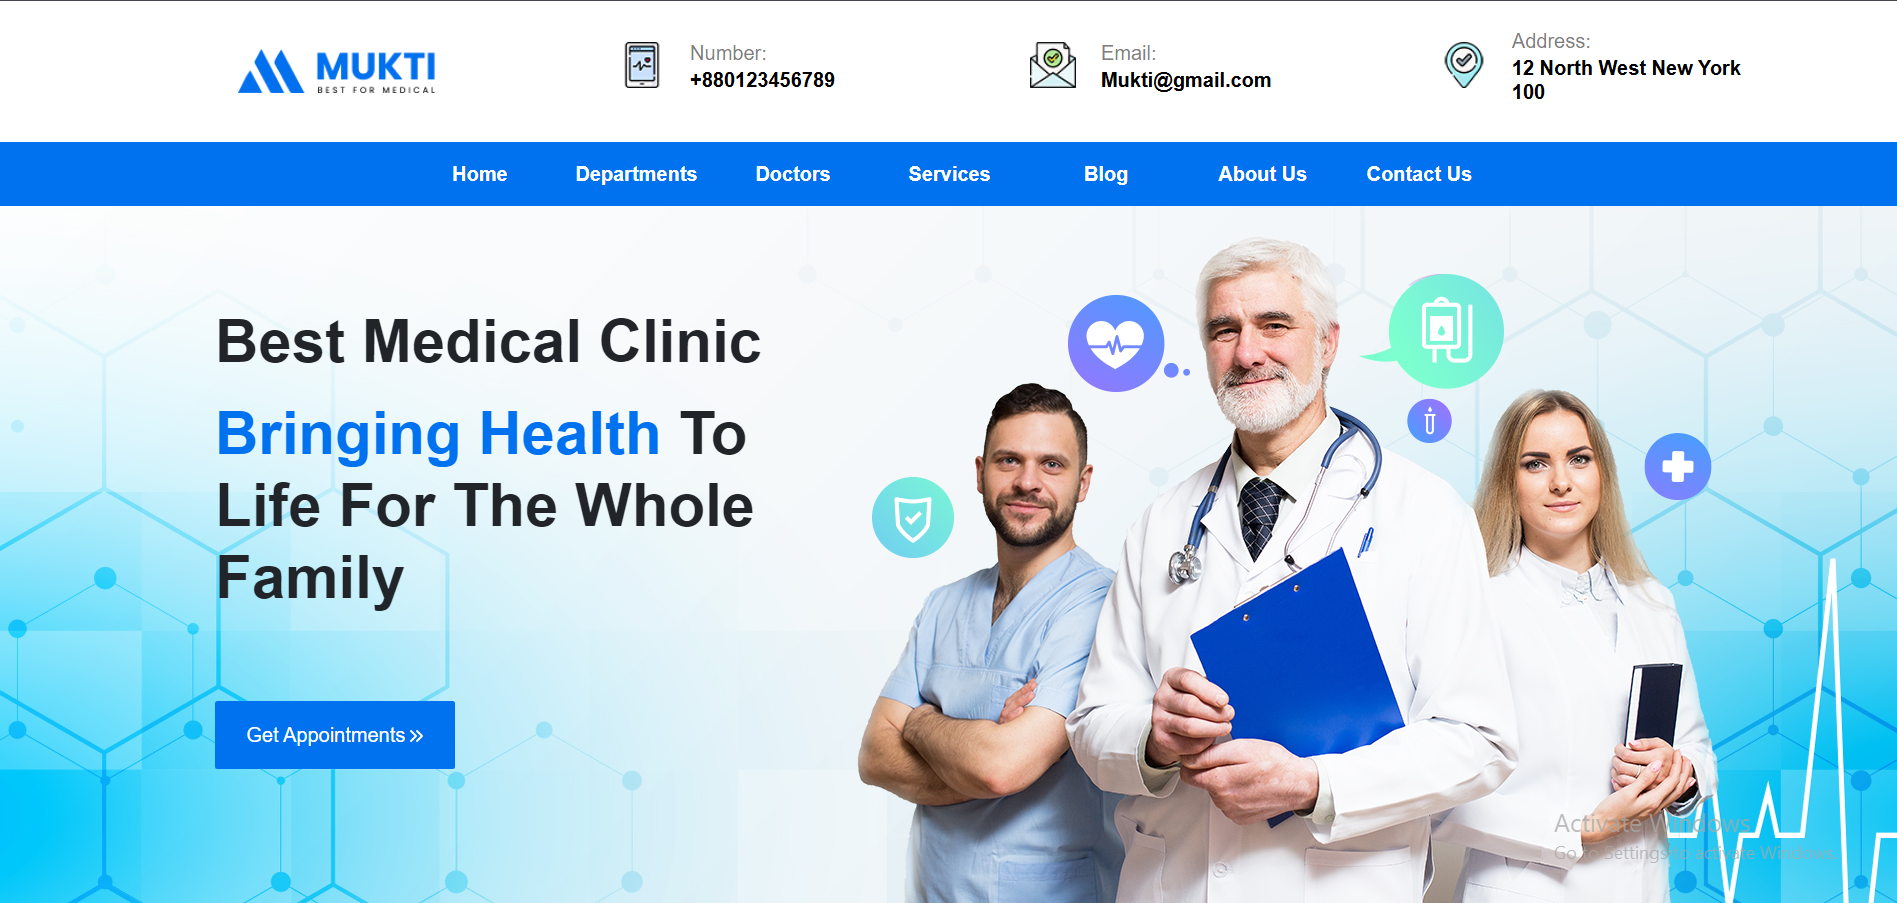 MUKTI
BEST FOR MEDICAL
Number:
+880123456789
Email:
Mukti@gmail.com
Address:
12 North West New York
100
Home Departments Doctors Services Blog About Us Contact Us
Best Medical Clinic
Bringing Health To
Life For The Whole
Family
Get Appointments »
Activate Windows
Go to Settings to activate Windows.